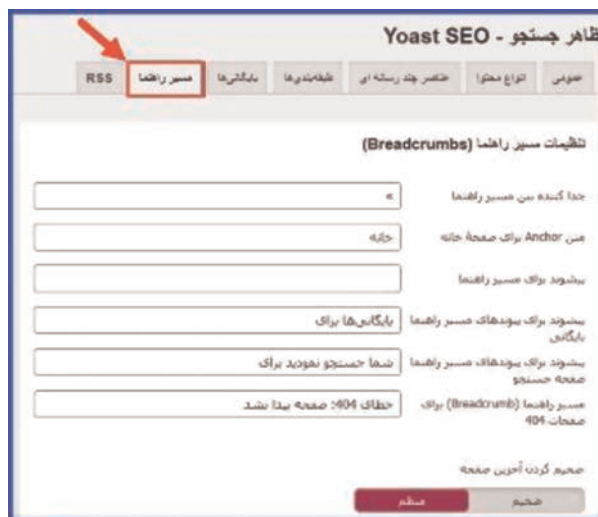 ظاهر جستجو - Yoast SEO
عمومی انواع محتوا عناصر چند رسانه ای طبقه‌بندی‌ها بایگانی‌ها مسیر راهنما RSS
تنظیمات مسیر راهنما (Breadcrumbs)
جدا کننده بین مسیر راهنما »
متن Anchor برای صفحهٔ خانه خانه
پیشوند برای مسیر راهنما
پیشوند برای پیوندهای مسیر راهنما بایگانی‌ها برای
بایگانی
پیشوند برای پیوندهای مسیر راهنما شما جستجو نمودید برای
صفحه جستجو
مسیر راهنما (Breadcrumb) برای خطای 404: صفحه پیدا نشد
صفحات 404
ضخیم کردن آخرین صفحه
ضخیم منظم